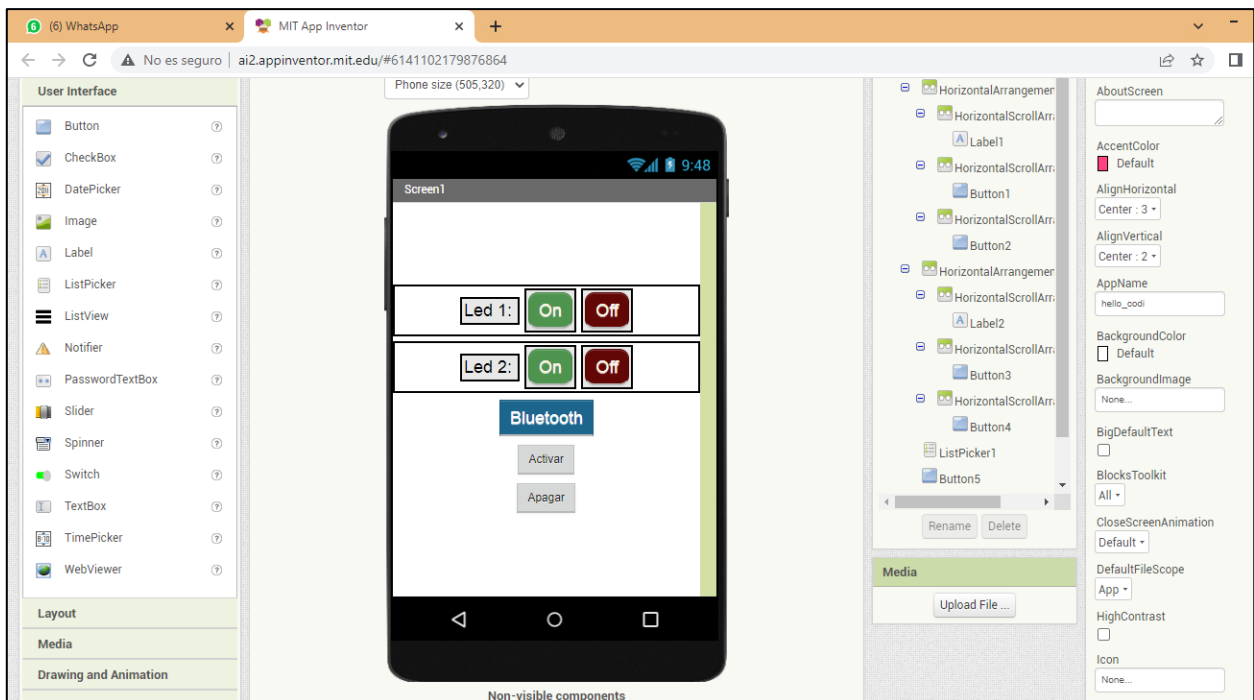 6 (6) WhatsApp
MIT App Inventor
No es seguro
ai2.appinventor.mit.edu/#6141102179876864
User Interface
Button
CheckBox
DatePicker
Image
Label
ListPicker
ListView
Notifier
PasswordTextBox
Slider
Spinner
Switch
TextBox
TimePicker
WebViewer
Layout
Media
Drawing and Animation
Phone size (505,320)
9:48
Screen1
Led 1: On Off
Led 2: On Off
Bluetooth
Activar
Apagar
Non-visible components
HorizontalArrangemen
HorizontalScrollArr
Label1
HorizontalScrollArr
Button1
HorizontalScrollArr
Button2
HorizontalArrangemen
HorizontalScrollArr
Label2
HorizontalScrollArr
Button3
HorizontalScrollArr
Button4
ListPicker1
Button5
Rename Delete
Media
Upload File ...
AboutScreen
AccentColor
Default
AlignHorizontal
Center : 3
AlignVertical
Center : 2
AppName
hello_codi
BackgroundColor
Default
BackgroundImage
None...
BigDefaultText
BlocksToolkit
All
CloseScreenAnimation
Default
DefaultFileScope
App
HighContrast
Icon
None...